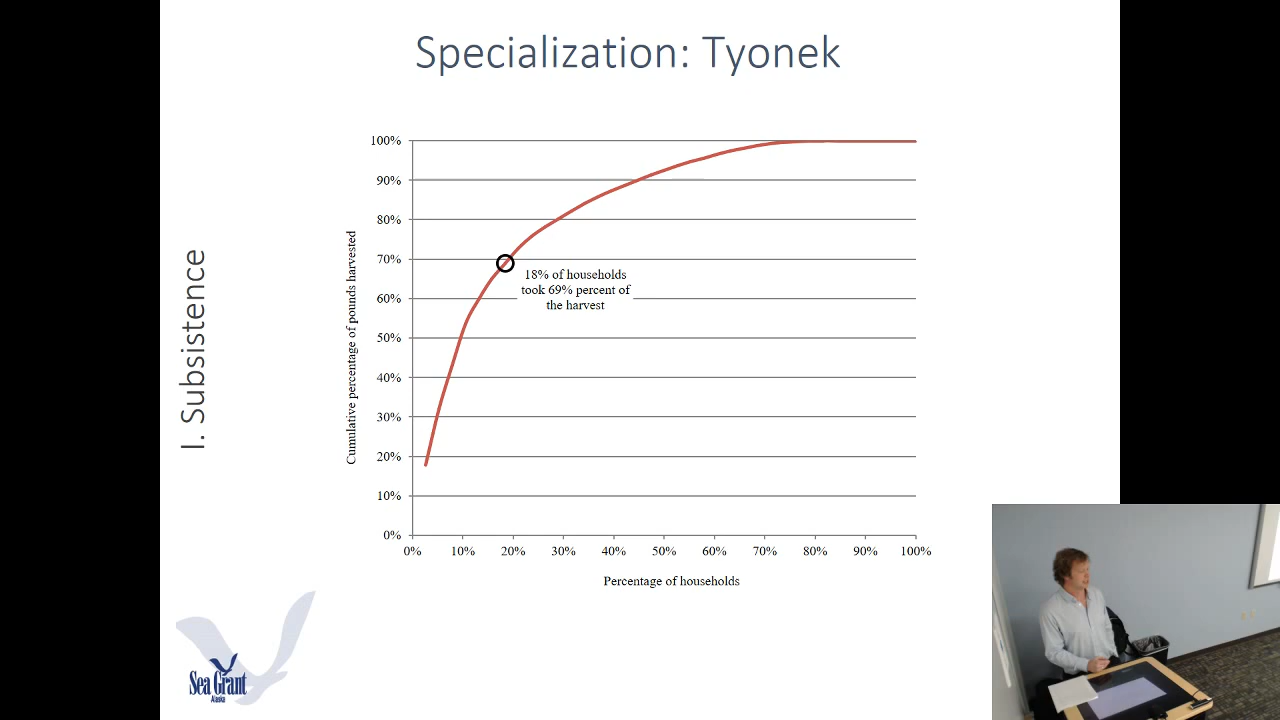 Specialization: Tyonek
I. Subsistence
Cumulative percentage of pounds harvested
100%
90%
80%
70%
60%
50%
40%
30%
20%
10%
0%
18% of households
took 69% percent of
the harvest
0% 10% 20% 30% 40% 50% 60% 70% 80% 90% 100%
Percentage of households
Sea Grant
Alaska